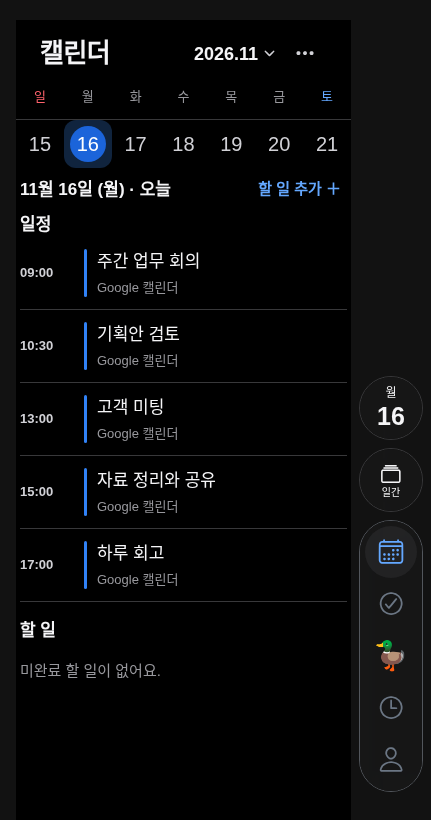 캘린더
2026.11
일 월 화 수 목 금 토
15 16 17 18 19 20 21
11월 16일 (월) · 오늘
할 일 추가 +
일정
09:00
주간 업무 회의
Google 캘린더
10:30
기획안 검토
Google 캘린더
13:00
고객 미팅
Google 캘린더
15:00
자료 정리와 공유
Google 캘린더
17:00
하루 회고
Google 캘린더
할 일
미완료 할 일이 없어요.
월
16
일간